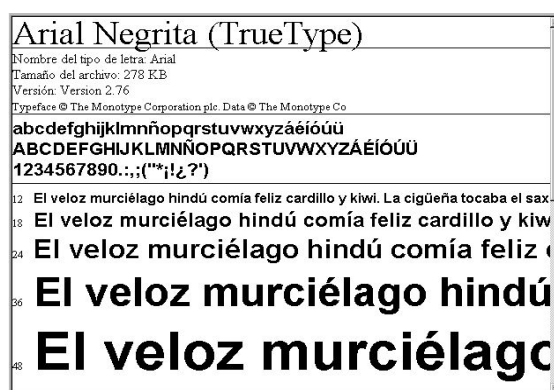 Arial Negrita (TrueType)
Nombre del tipo de letra: Arial
Tamaño del archivo: 278 KB
Versión: Version 2.76
Typeface © The Monotype Corporation plc. Data © The Monotype Co
abcdefghijklmnñopqrstuvwxyzáéíóúü
ABCDEFGHIJKLMNÑOPQRSTUVWXYZÁÉÍÓÚÜ
1234567890.:,;("*¡!¿?')
12 El veloz murciélago hindú comía feliz cardillo y kiwi. La cigüeña tocaba el sax
18 El veloz murciélago hindú comía feliz cardillo y kiw
24 El veloz murciélago hindú comía feliz
36 El veloz murciélago hindú
48 El veloz murciélago